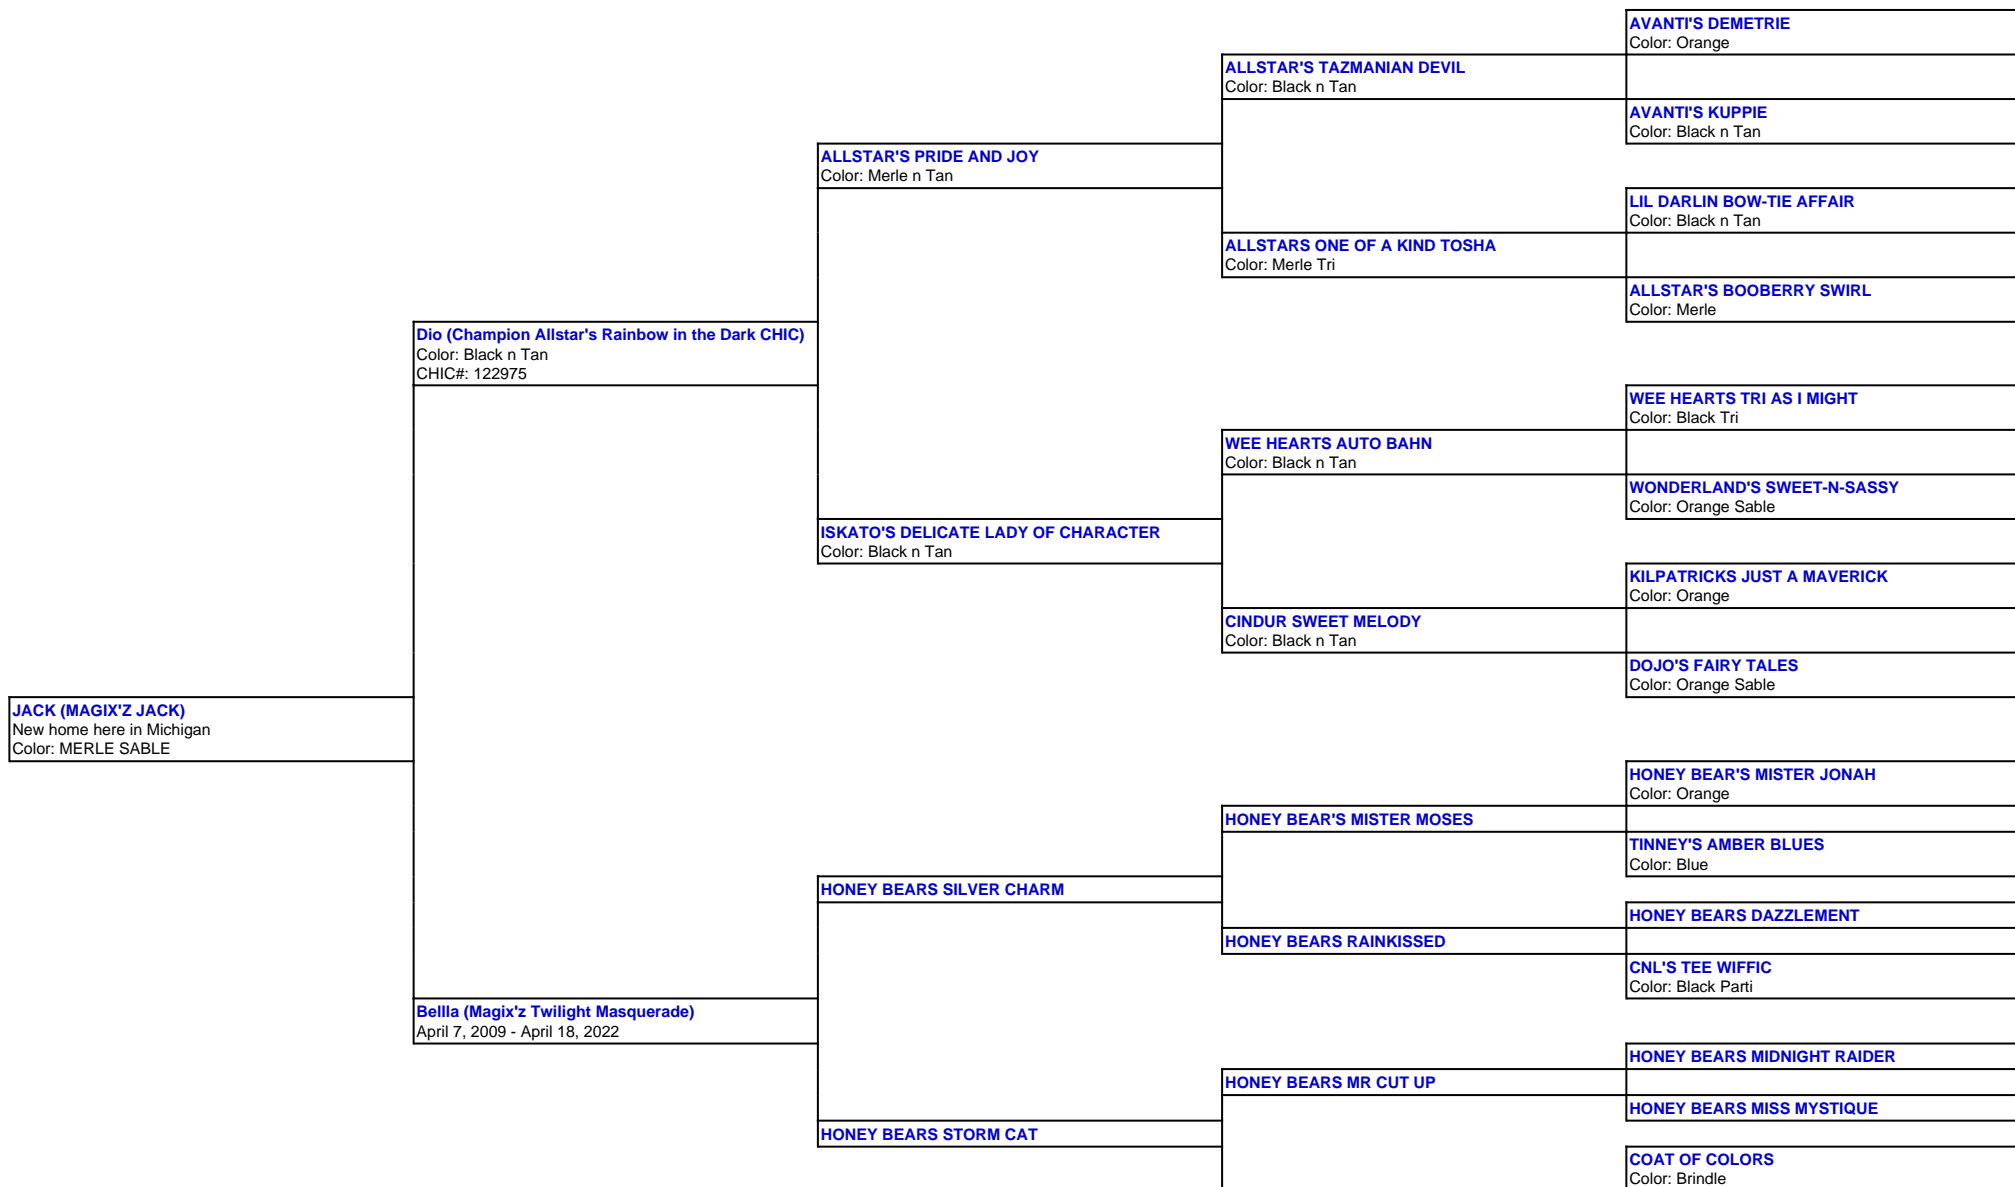 AVANTI'S DEMETRIE
Color: Orange
ALLSTAR'S TAZMANIAN DEVIL
Color: Black n Tan
AVANTI'S KUPPIE
Color: Black n Tan
ALLSTAR'S PRIDE AND JOY
Color: Merle n Tan
LIL DARLIN BOW-TIE AFFAIR
Color: Black n Tan
ALLSTARS ONE OF A KIND TOSHA
Color: Merle Tri
ALLSTAR'S BOOBERRY SWIRL
Color: Merle
Dio (Champion Allstar's Rainbow in the Dark CHIC)
Color: Black n Tan
CHIC#: 122975
WEE HEARTS TRI AS I MIGHT
Color: Black Tri
WEE HEARTS AUTO BAHN
Color: Black n Tan
WONDERLAND'S SWEET-N-SASSY
Color: Orange Sable
ISKATO'S DELICATE LADY OF CHARACTER
Color: Black n Tan
KILPATRICKS JUST A MAVERICK
Color: Orange
CINDUR SWEET MELODY
Color: Black n Tan
DOJO'S FAIRY TALES
Color: Orange Sable
JACK (MAGIX'Z JACK)
New home here in Michigan
Color: MERLE SABLE
HONEY BEAR'S MISTER JONAH
Color: Orange
HONEY BEAR'S MISTER MOSES
TINNEY'S AMBER BLUES
Color: Blue
HONEY BEARS SILVER CHARM
HONEY BEARS DAZZLEMENT
HONEY BEARS RAINKISSED
CNL'S TEE WIFFIC
Color: Black Parti
Bellla (Magix'z Twilight Masquerade)
April 7, 2009 - April 18, 2022
HONEY BEARS MIDNIGHT RAIDER
HONEY BEARS MR CUT UP
HONEY BEARS MISS MYSTIQUE
HONEY BEARS STORM CAT
COAT OF COLORS
Color: Brindle